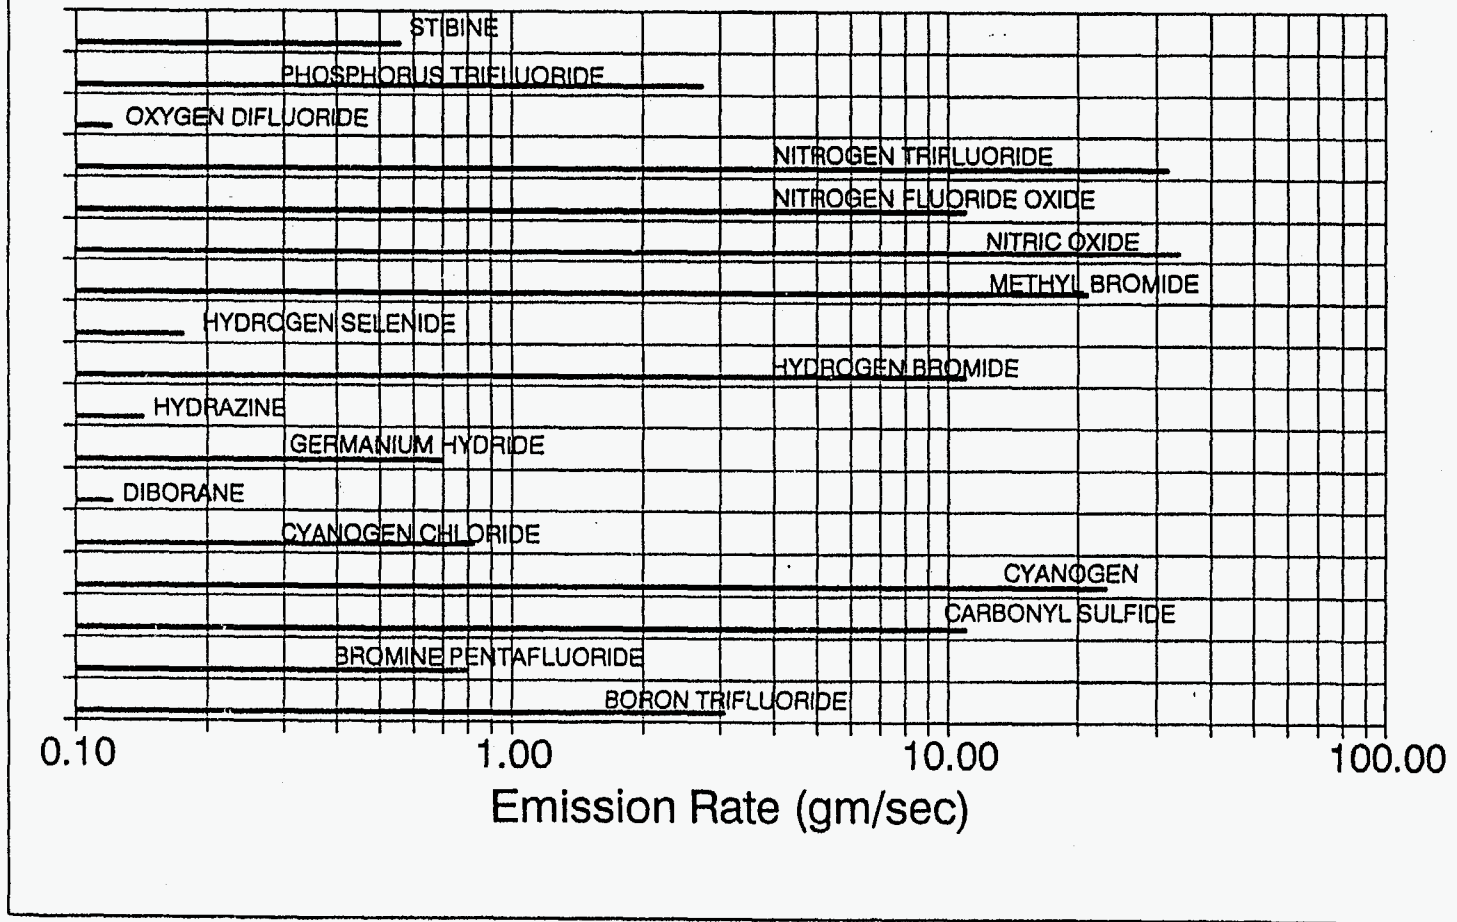 STIBINE
PHOSPHORUS TRIFLUORIDE
OXYGEN DIFLUORIDE
NITROGEN TRIFLUORIDE
NITROGEN FLUORIDE OXIDE
NITRIC OXIDE
METHYL BROMIDE
HYDROGEN SELENIDE
HYDROGEN BROMIDE
HYDRAZINE
GERMANIUM HYDRIDE
DIBORANE
CYANOGEN CHLORIDE
CYANOGEN
CARBONYL SULFIDE
BROMINE PENTAFLUORIDE
BORON TRIFLUORIDE
0.10 1.00 10.00 100.00
Emission Rate (gm/sec)